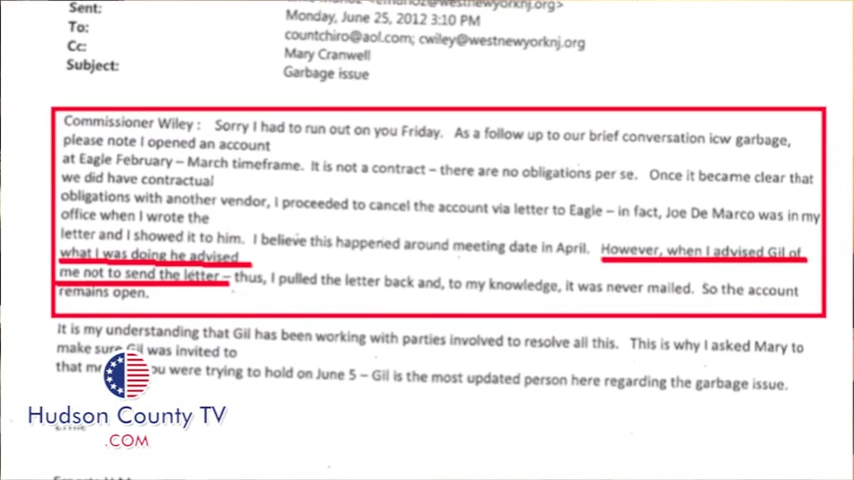 Sent:
Monday, June 25, 2012 3:10 PM
To:
countchiro@aol.com; cwiley@westnewyorknj.org
Cc:
Mary Cranwell
Subject:
Garbage issue
Commissioner Wiley : Sorry I had to run out on you Friday. As a follow up to our brief conversation icw garbage,
please note I opened an account
at Eagle February – March timeframe. It is not a contract – there are no obligations per se. Once it became clear that
we did have contractual
obligations with another vendor, I proceeded to cancel the account via letter to Eagle – in fact, Joe De Marco was in my
office when I wrote the
letter and I showed it to him. I believe this happened around meeting date in April. However, when I advised Gil of
what I was doing he advised
me not to send the letter – thus, I pulled the letter back and, to my knowledge, it was never mailed. So the account
remains open.
It is my understanding that Gil has been working with parties involved to resolve all this. This is why I asked Mary to
make sure Gil was invited to
that you were trying to hold on June 5 – Gil is the most updated person here regarding the garbage issue.
Hudson County TV
.COM